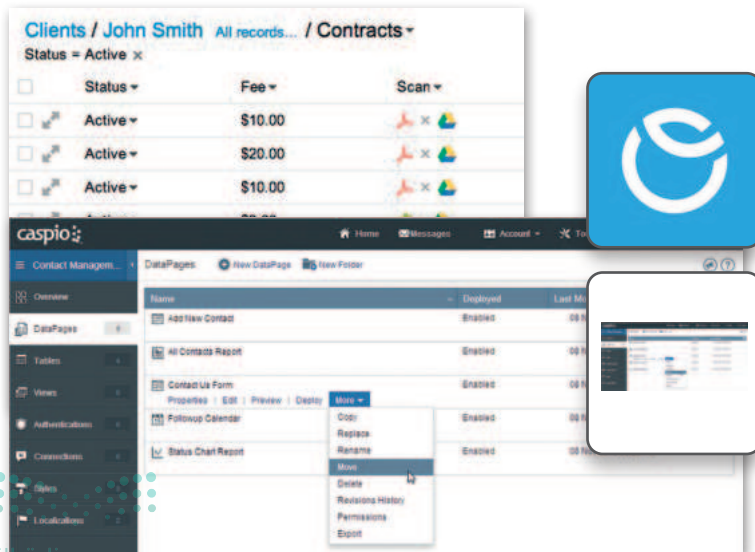 Clients / John Smith All records... / Contracts
Status = Active ×
Status Fee Scan
Active $10.00
Active $20.00
Active $10.00
caspio
Home Messages Account
Contact Managem... DataPages New DataPage New Folder
Overview
Name Deployed
DataPages
Add New Contact Enabled
Tables
All Contacts Report Enabled
Views
Contact Us Form Enabled
Properties | Edit | Preview | Deploy More
Authentications
Followup Calendar Enabled
Connections
Status Chart Report Enabled
Styles
Localizations
Copy
Replace
Rename
Move
Delete
Revisions History
Permissions
Export